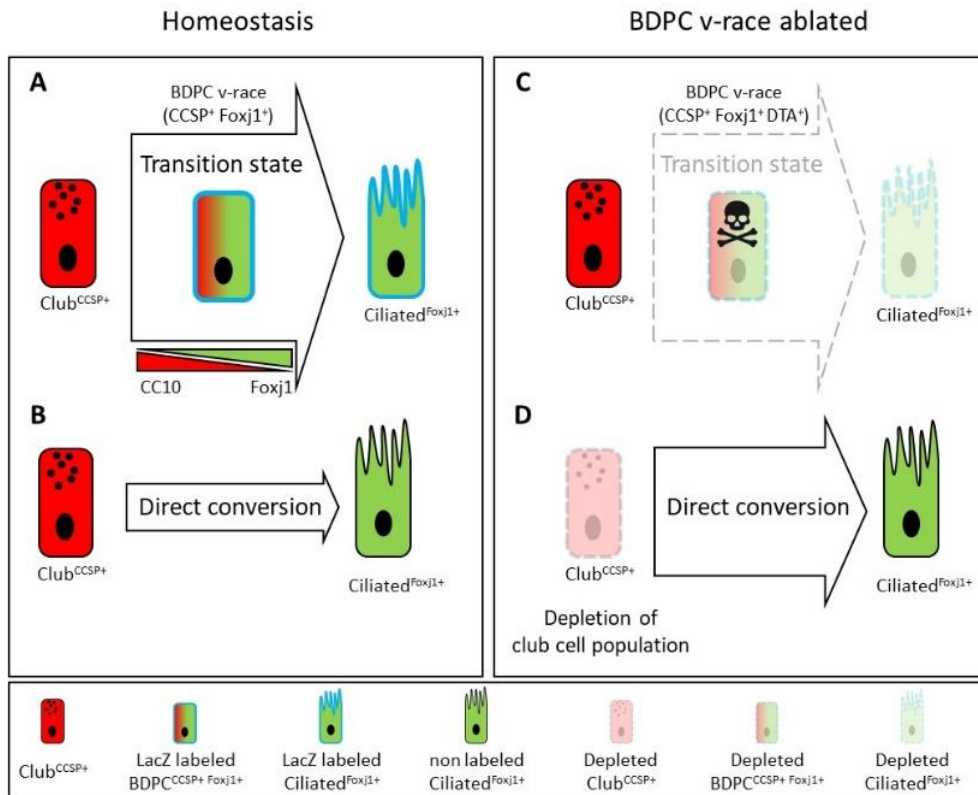 Homeostasis
BDPC v-race ablated
A
BDPC v-race
(CCSP+ Foxj1+)
Transition state
Club^CCSP+
Ciliated^Foxj1+
CC10
Foxj1
B
Direct conversion
Club^CCSP+
Ciliated^Foxj1+
C
BDPC v-race
(CCSP+ Foxj1+ DTA+)
Transition state
Club^CCSP+
Ciliated^Foxj1+
D
Direct conversion
Club^CCSP+
Ciliated^Foxj1+
Depletion of
club cell population
Club^CCSP+
LacZ labeled
BDPC^CCSP+ Foxj1+
LacZ labeled
Ciliated^Foxj1+
non labeled
Ciliated^Foxj1+
Depleted
Club^CCSP+
Depleted
BDPC^CCSP+ Foxj1+
Depleted
Ciliated^Foxj1+